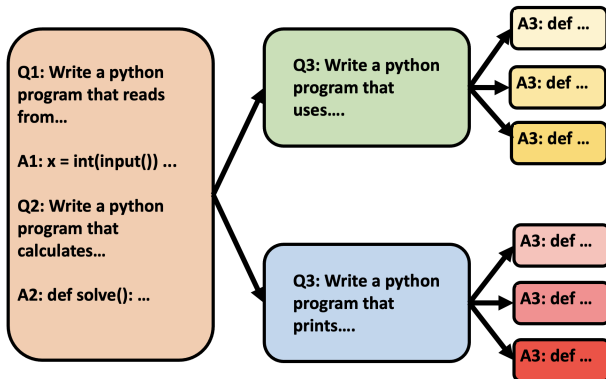 Q1: Write a python
program that reads
from...
A1: x = int(input()) ...
Q2: Write a python
program that
calculates...
A2: def solve(): ...
Q3: Write a python
program that
uses....
A3: def ...
A3: def ...
A3: def ...
Q3: Write a python
program that
prints....
A3: def ...
A3: def ...
A3: def ...